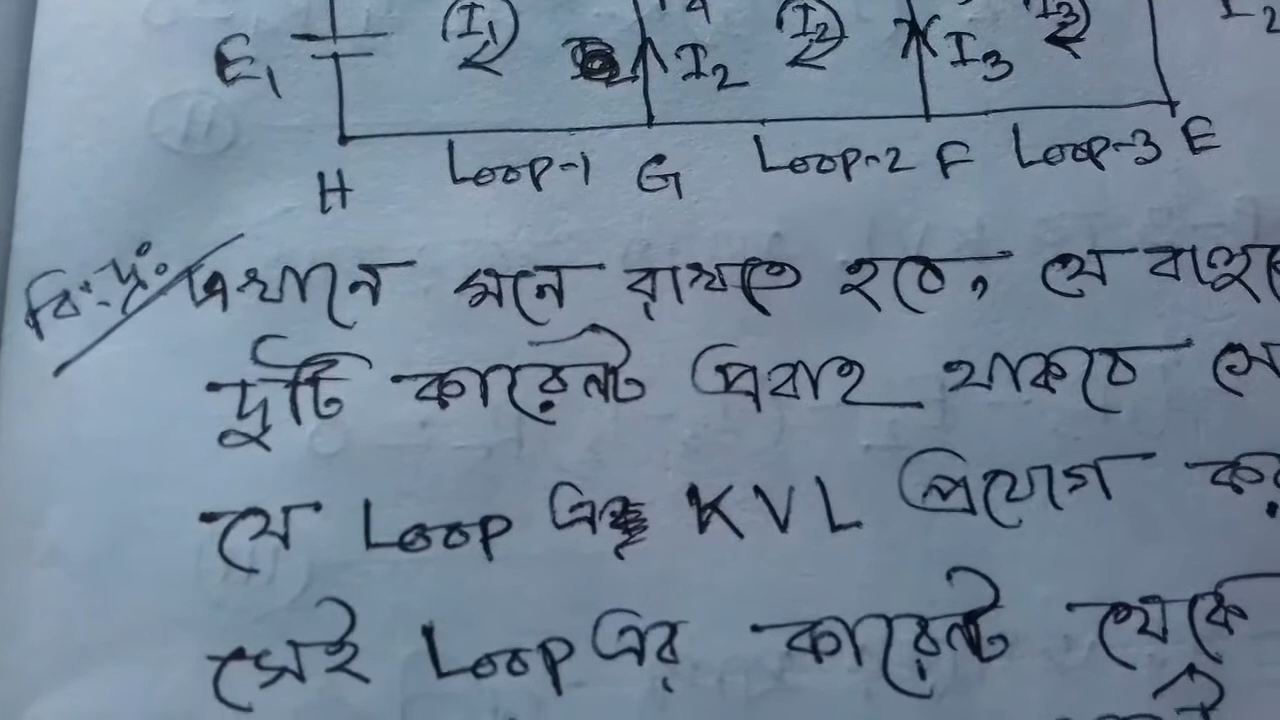 I₁ I₂ I₃
E₁ I₂ I₃ I₂
H Loop-1 G Loop-2 F Loop-3 E
বি:দ্র: এখানে মনে রাখতে হবে, যে
দুটি কারেন্ট প্রবাহ থাকবে সে
যে Loop এ KVL প্রয়োগ
সেই Loop এর কারেন্ট থেকে